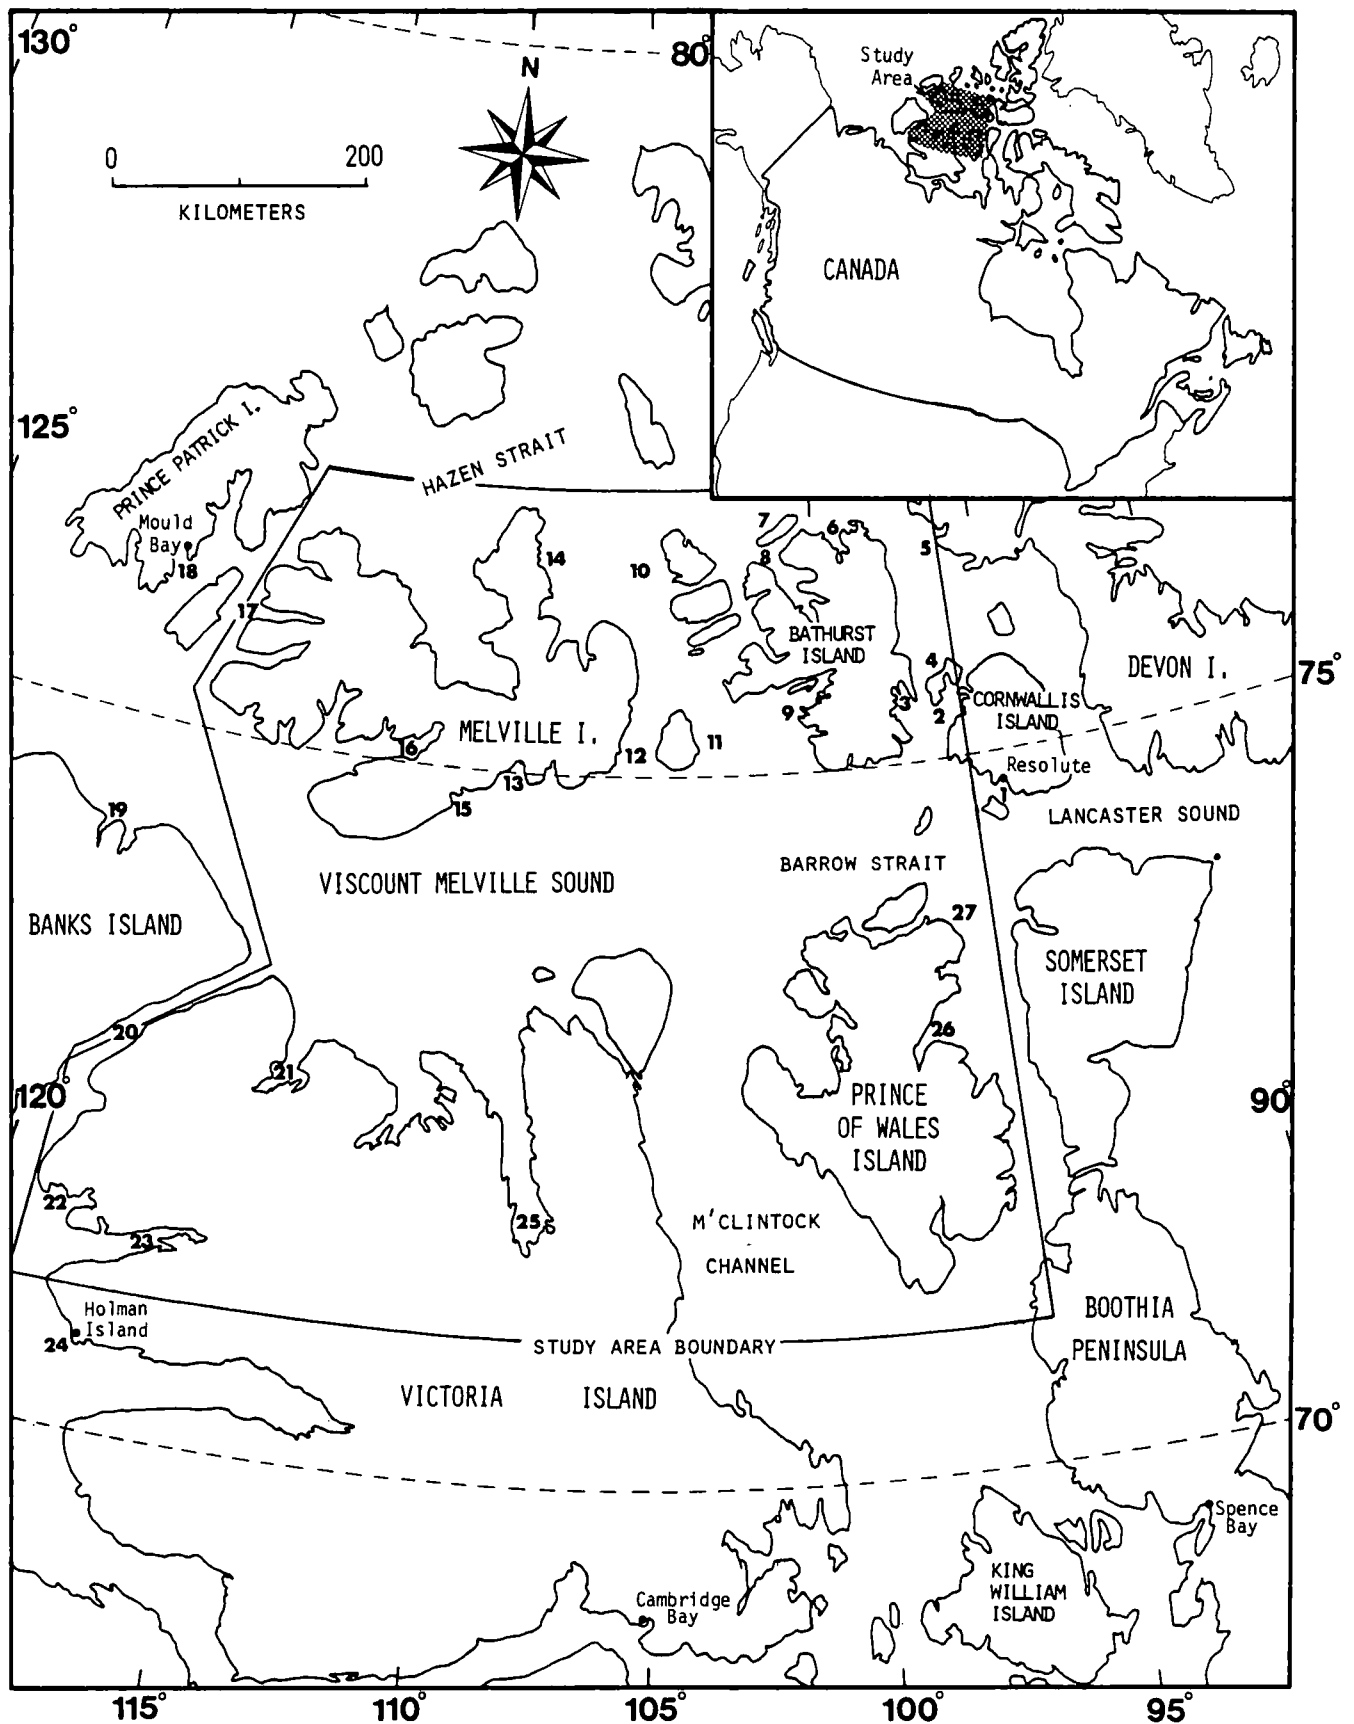 130°
80°
N
0 200
KILOMETERS
Study
Area
CANADA
125°
PRINCE PATRICK I.
HAZEN STRAIT
Mould
Bay
18
17
14
10
7
8
6
5
BATHURST
ISLAND
DEVON I.
75°
4
3
2
9
CORNWALLIS
ISLAND
MELVILLE I.
16
12
11
13
15
Resolute
1
LANCASTER SOUND
19
BARROW STRAIT
VISCOUNT MELVILLE SOUND
BANKS ISLAND
27
SOMERSET
ISLAND
20
26
21
120°
90°
PRINCE
OF WALES
ISLAND
22
23
25
M'CLINTOCK
CHANNEL
Holman
Island
24
BOOTHIA
PENINSULA
STUDY AREA BOUNDARY
VICTORIA ISLAND
70°
Spence
Bay
KING
WILLIAM
ISLAND
Cambridge
Bay
115° 110° 105° 100° 95°